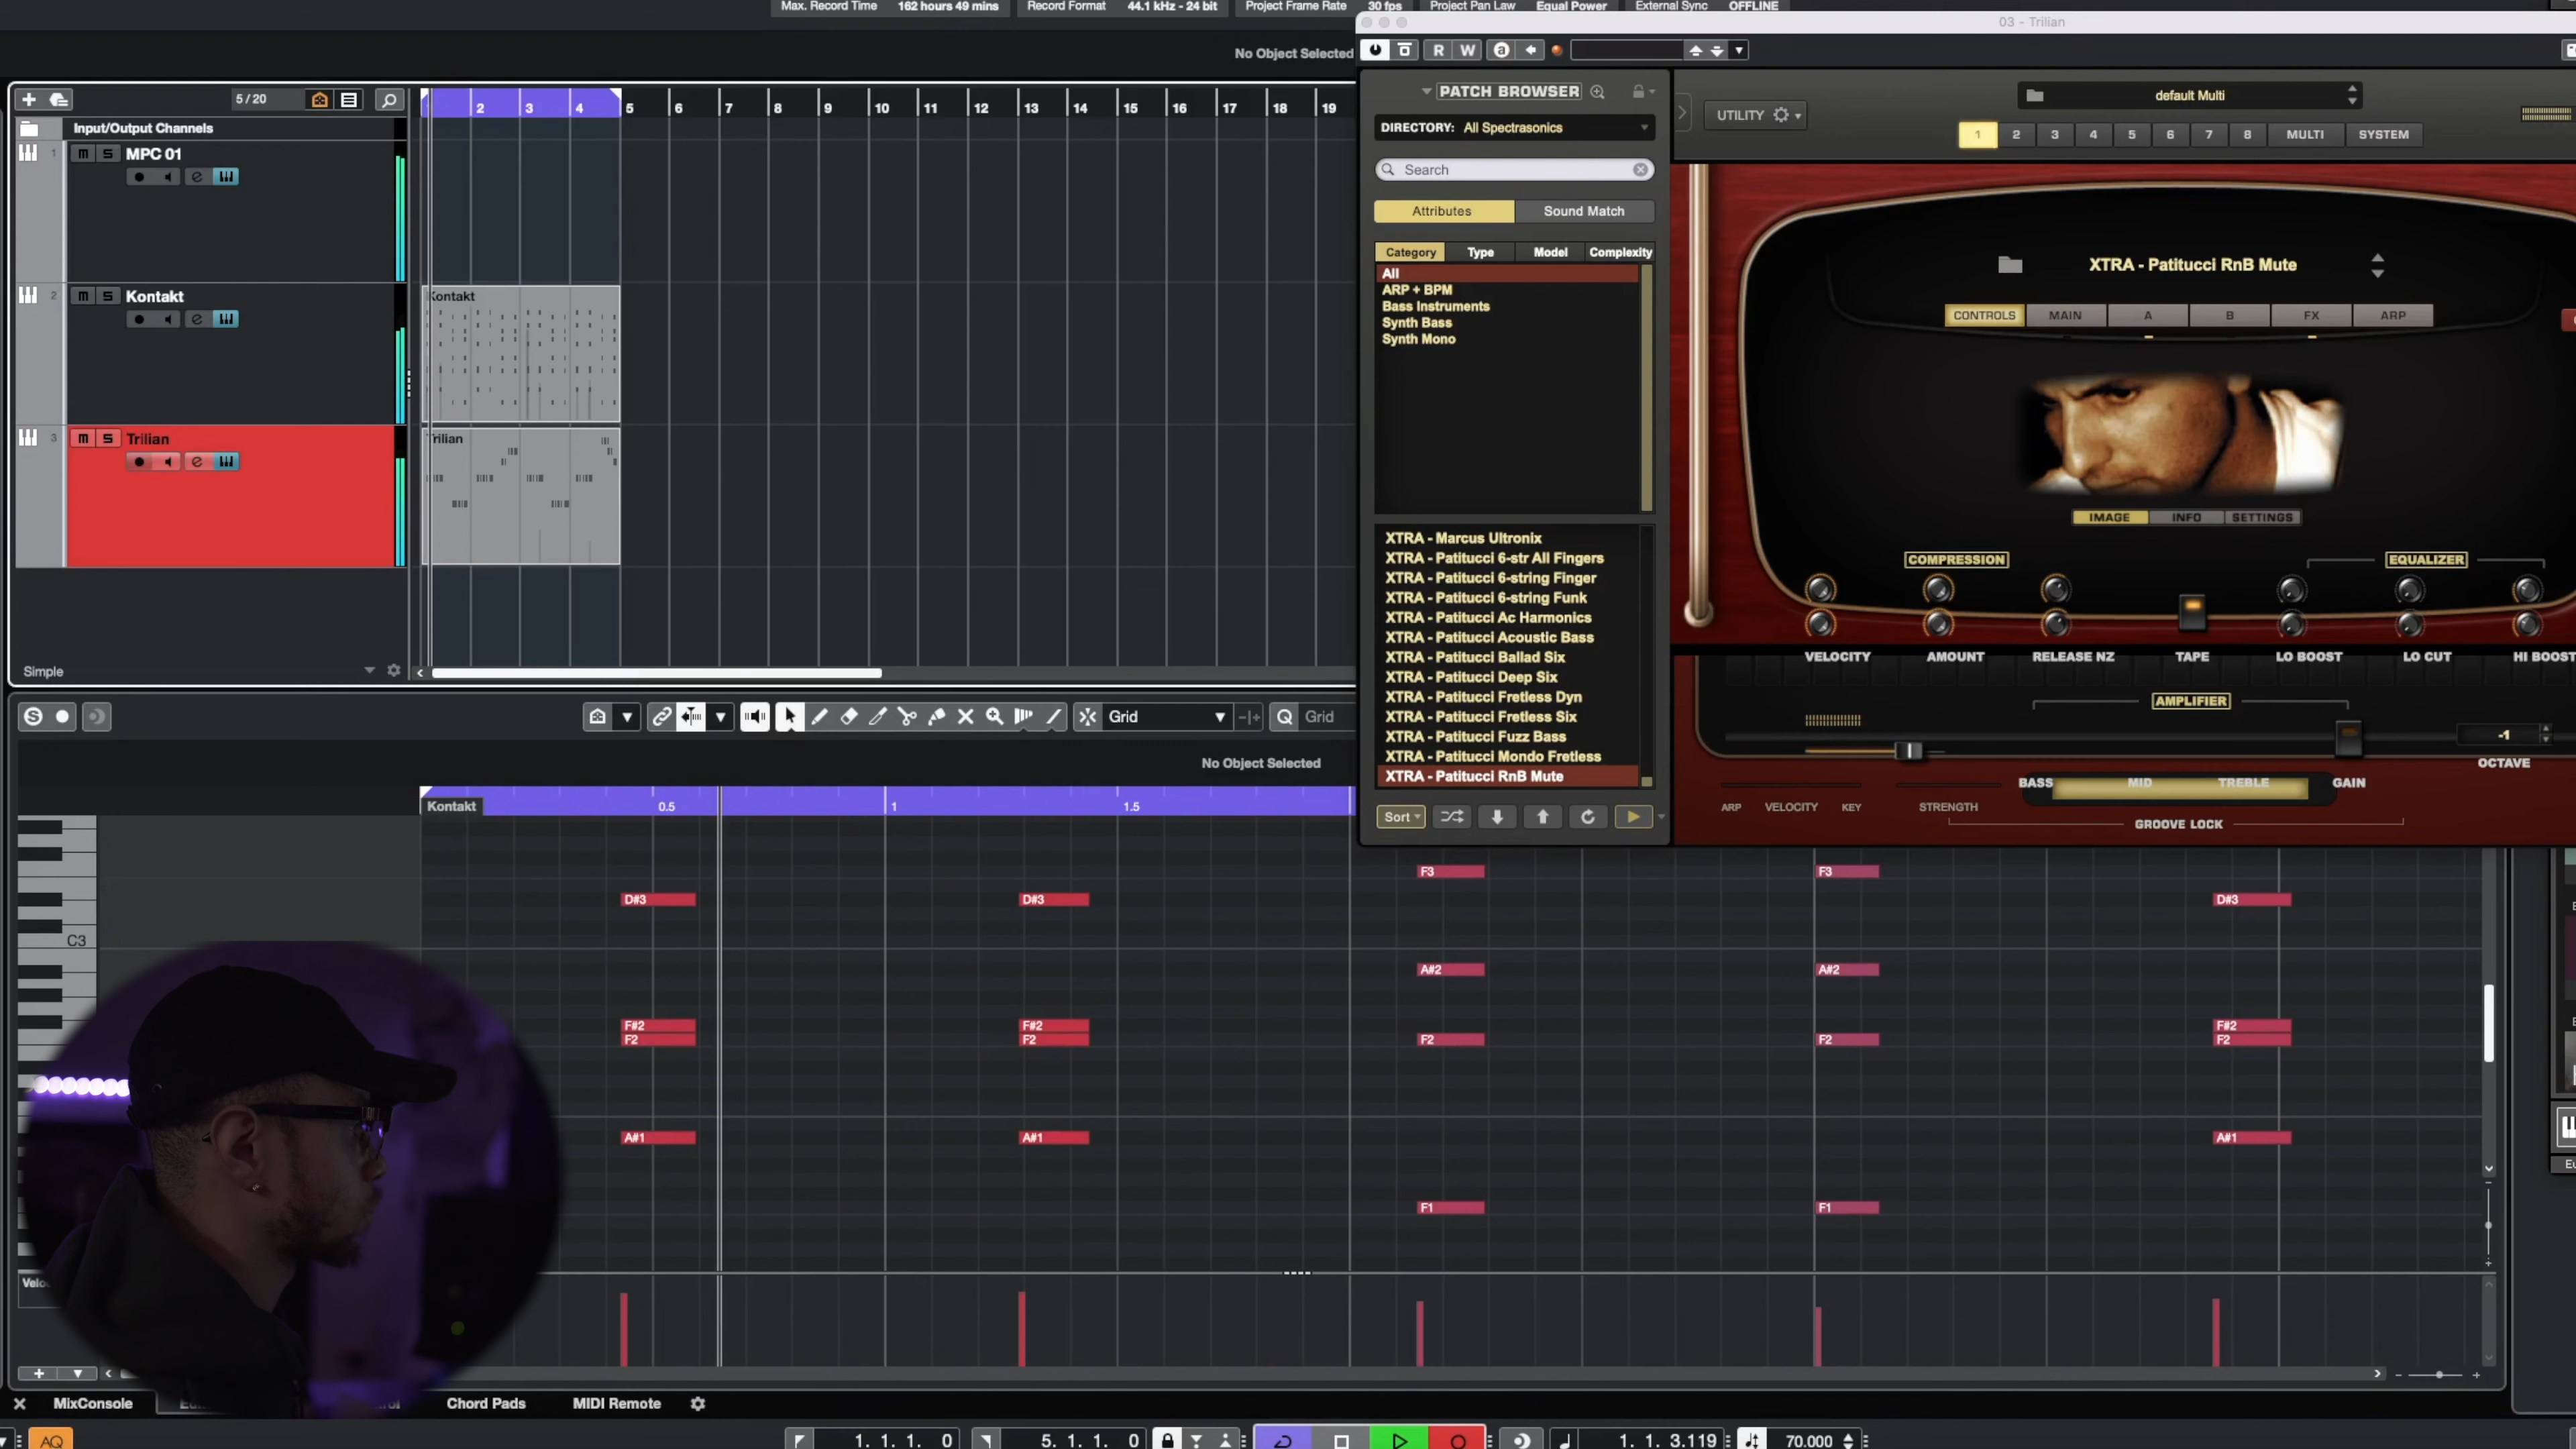 Max. Record Time 162 hours 49 mins Record Format 44.1 kHz - 24 bit Project Frame Rate 30 fps Project Pan Law Equal Power External Sync OFFLINE
03 - Trilian
No Object Selected
R W
5/20
1 2 3 4 5 6 7 8 9 10 11 12 13 14 15 16 17 18 19
Input/Output Channels
1 m S MPC 01
2 m S Kontakt
Kontakt
3 m S Trilian
Trilian
Simple
PATCH BROWSER
DIRECTORY: All Spectrasonics
Search
Attributes Sound Match
Category Type Model Complexity
All
ARP + BPM
Bass Instruments
Synth Bass
Synth Mono
XTRA - Marcus Ultronix
XTRA - Patitucci 6-str All Fingers
XTRA - Patitucci 6-string Finger
XTRA - Patitucci 6-string Funk
XTRA - Patitucci Ac Harmonics
XTRA - Patitucci Acoustic Bass
XTRA - Patitucci Ballad Six
XTRA - Patitucci Deep Six
XTRA - Patitucci Fretless Dyn
XTRA - Patitucci Fretless Six
XTRA - Patitucci Fuzz Bass
XTRA - Patitucci Mondo Fretless
XTRA - Patitucci RnB Mute
Sort
UTILITY
default Multi
1 2 3 4 5 6 7 8 MULTI SYSTEM
XTRA - Patitucci RnB Mute
CONTROLS MAIN A B FX ARP
IMAGE INFO SETTINGS
COMPRESSION EQUALIZER
VELOCITY AMOUNT RELEASE NZ TAPE LO BOOST LO CUT HI BOOST
AMPLIFIER
-1
OCTAVE
BASS MID TREBLE GAIN
ARP VELOCITY KEY STRENGTH
GROOVE LOCK
S
Grid
Q Grid
No Object Selected
Kontakt 0.5 1 1.5
C3
F3 F3
D#3 D#3 D#3
A#2 A#2
F#2 F#2 F#2
F2 F2 F2 F2 F2
A#1 A#1 A#1
F1 F1
MixConsole
Chord Pads
MIDI Remote
AQ
1. 1. 1. 0
5. 1. 1. 0
1. 1. 3.119
70.000